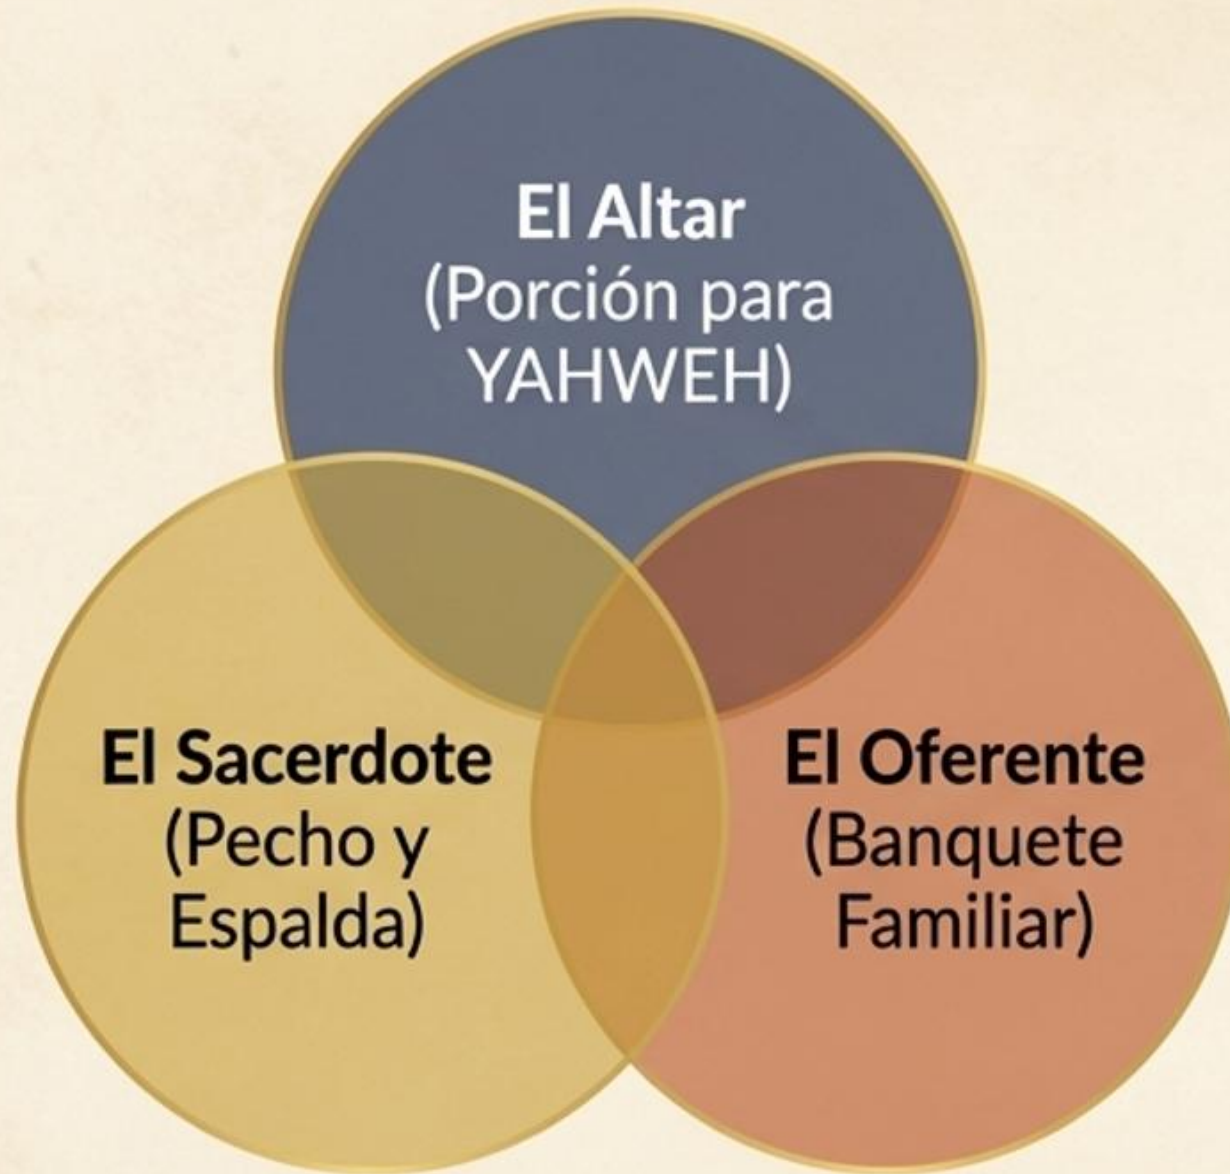 El Altar
(Porción para
YAHWEH)
El Sacerdote
(Pecho y
Espalda)
El Oferente
(Banquete
Familiar)